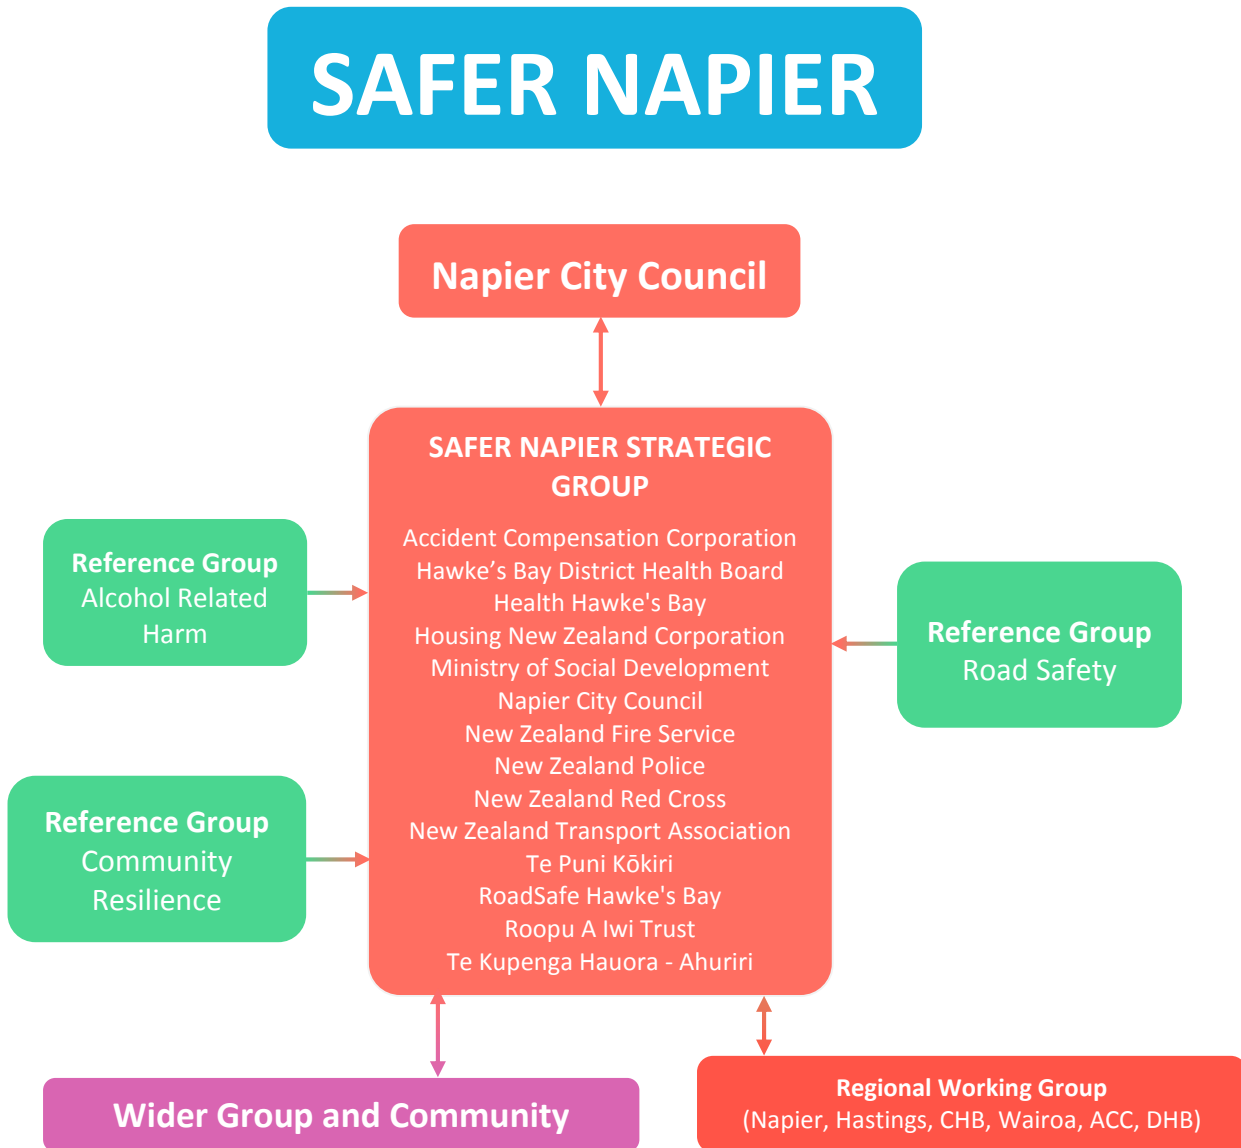 SAFER NAPIER
Napier City Council
SAFER NAPIER STRATEGIC
GROUP
Accident Compensation Corporation
Hawke’s Bay District Health Board
Health Hawke's Bay
Housing New Zealand Corporation
Ministry of Social Development
Napier City Council
New Zealand Fire Service
New Zealand Police
New Zealand Red Cross
New Zealand Transport Association
Te Puni Kōkiri
RoadSafe Hawke's Bay
Roopu A Iwi Trust
Te Kupenga Hauora - Ahuriri
Reference Group
Alcohol Related
Harm
Reference Group
Road Safety
Reference Group
Community
Resilience
Wider Group and Community
Regional Working Group
(Napier, Hastings, CHB, Wairoa, ACC, DHB)